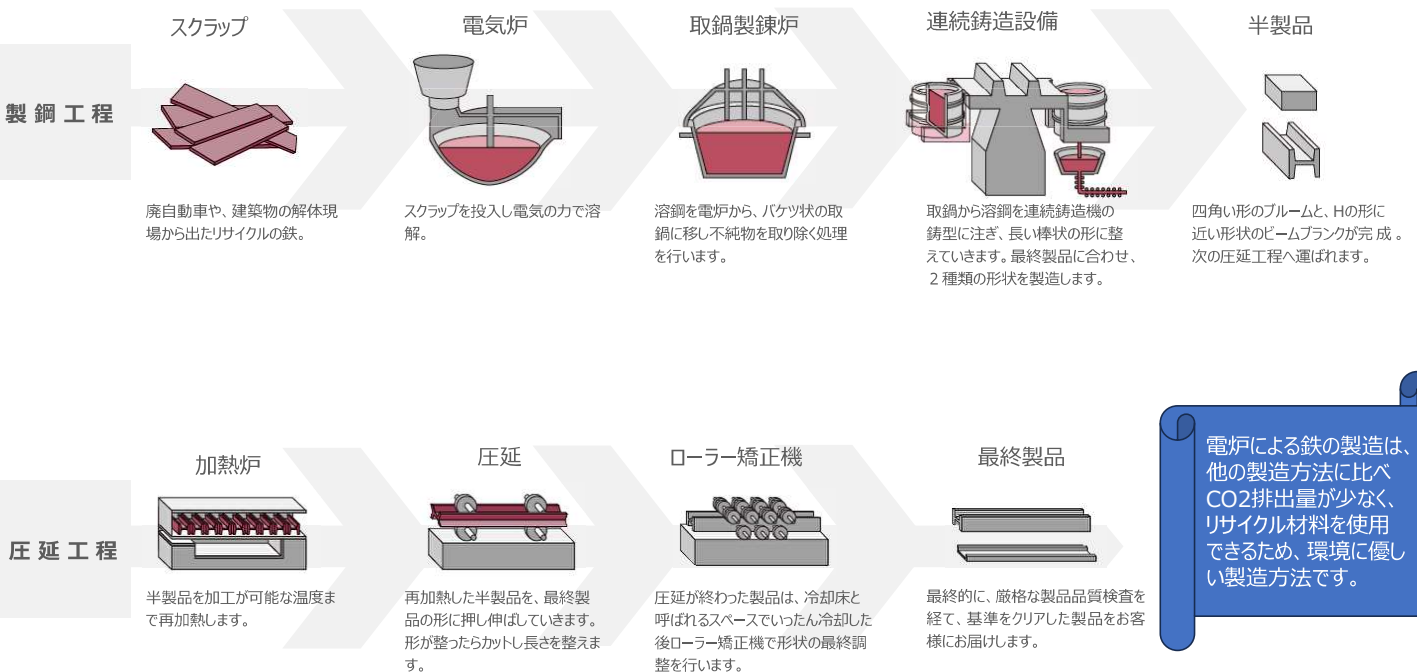 製鋼工程
スクラップ
廃自動車や、建築物の解体現
場から出たリサイクルの鉄。
電気炉
スクラップを投入し電気の力で溶
解。
取鍋製錬炉
溶鋼を電炉から、バケツ状の取
鍋に移し不純物を取り除く処理
を行います。
連続鋳造設備
取鍋から溶鋼を連続鋳造機の
鋳型に注ぎ、長い棒状の形に整
えていきます。最終製品に合わせ、
２種類の形状を製造します。
半製品
四角い形のブルームと、Hの形に
近い形状のビームブランクが完成。
次の圧延工程へ運ばれます。
圧延工程
加熱炉
半製品を加工が可能な温度ま
で再加熱します。
圧延
再加熱した半製品を、最終製
品の形に押し伸ばしていきます。
形が整ったらカットし長さを整えま
す。
ローラー矯正機
圧延が終わった製品は、冷却床と
呼ばれるスペースでいったん冷却した
後ローラー矯正機で形状の最終調
整を行います。
最終製品
最終的に、厳格な製品品質検査を
経て、基準をクリアした製品をお客
様にお届けします。
電炉による鉄の製造は、
他の製造方法に比べ
CO2排出量が少なく、
リサイクル材料を使用
できるため、環境に優し
い製造方法です。